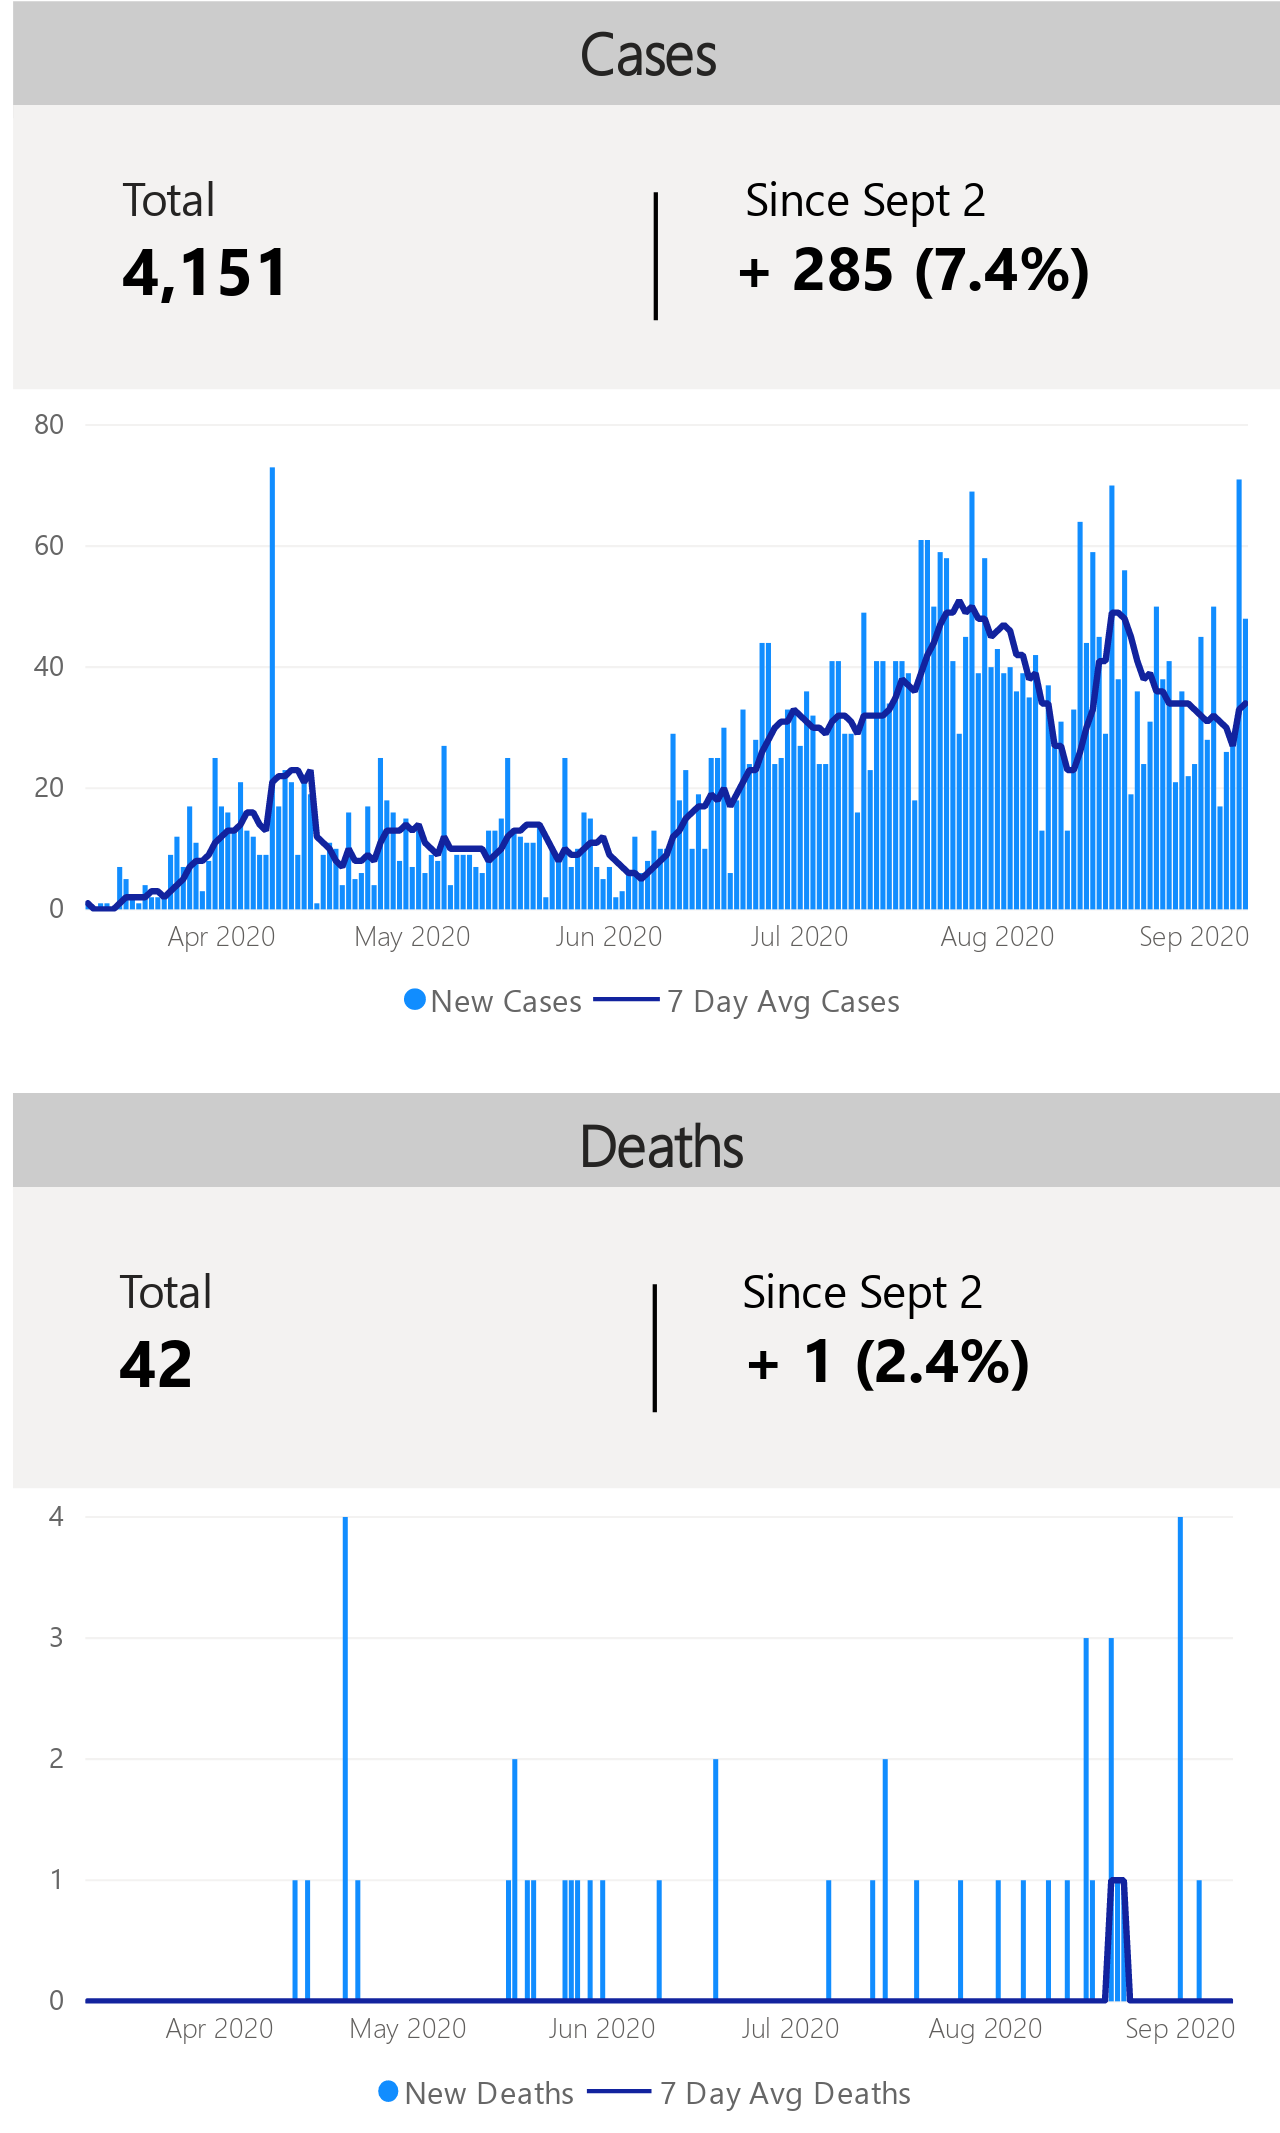 Cases
Total
Since Sept 2
4,151
+ 285 (7.4%)
80
60
40
20
0
Apr 2020 May 2020 Jun 2020 Jul 2020 Aug 2020 Sep 2020
New Cases 7 Day Avg Cases
Deaths
Total
Since Sept 2
42
+ 1 (2.4%)
4
3
2
1
0
Apr 2020 May 2020 Jun 2020 Jul 2020 Aug 2020 Sep 2020
New Deaths 7 Day Avg Deaths